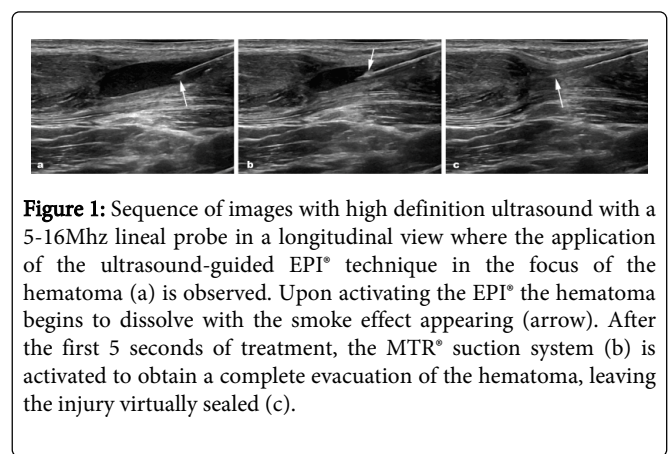 a
b
c
Figure 1: Sequence of images with high definition ultrasound with a
5-16Mhz lineal probe in a longitudinal view where the application
of the ultrasound-guided EPI® technique in the focus of the
hematoma (a) is observed. Upon activating the EPI® the hematoma
begins to dissolve with the smoke effect appearing (arrow). After
the first 5 seconds of treatment, the MTR® suction system (b) is
activated to obtain a complete evacuation of the hematoma, leaving
the injury virtually sealed (c).